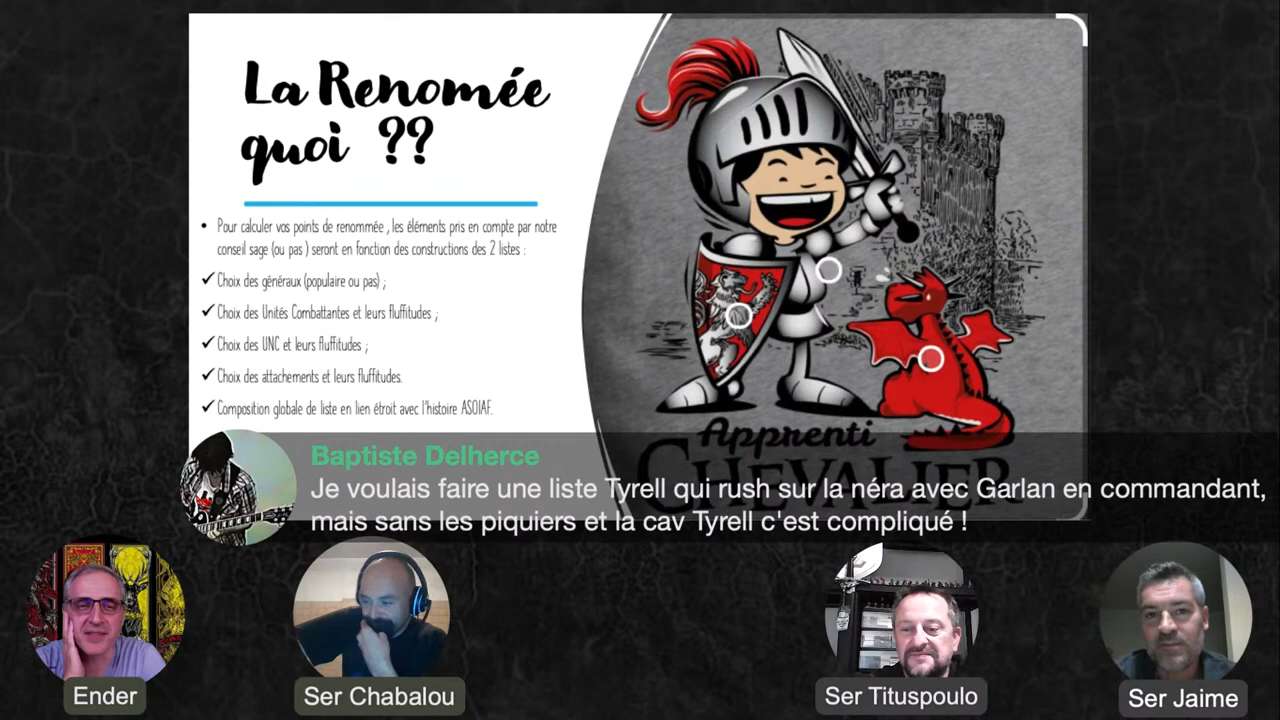 La Renomée
quoi ??
• Pour calculer vos points de renommée , les éléments pris en compte par notre
conseil sage (ou pas ) seront en fonction des constructions des 2 listes :
✓ Choix des généraux (populaire ou pas) ;
✓ Choix des Unités Combattantes et leurs fluffitudes ;
✓ Choix des UNC et leurs fluffitudes ;
✓ Choix des attachements et leurs fluffitudes.
✓ Composition globale de liste en lien étroit avec l'histoire ASOIAF.
Apprenti
CHEVALIER
Baptiste Delherce
Je voulais faire une liste Tyrell qui rush sur la néra avec Garlan en commandant,
mais sans les piquiers et la cav Tyrell c'est compliqué !
Ender
Ser Chabalou
Ser Tituspoulo
Ser Jaime